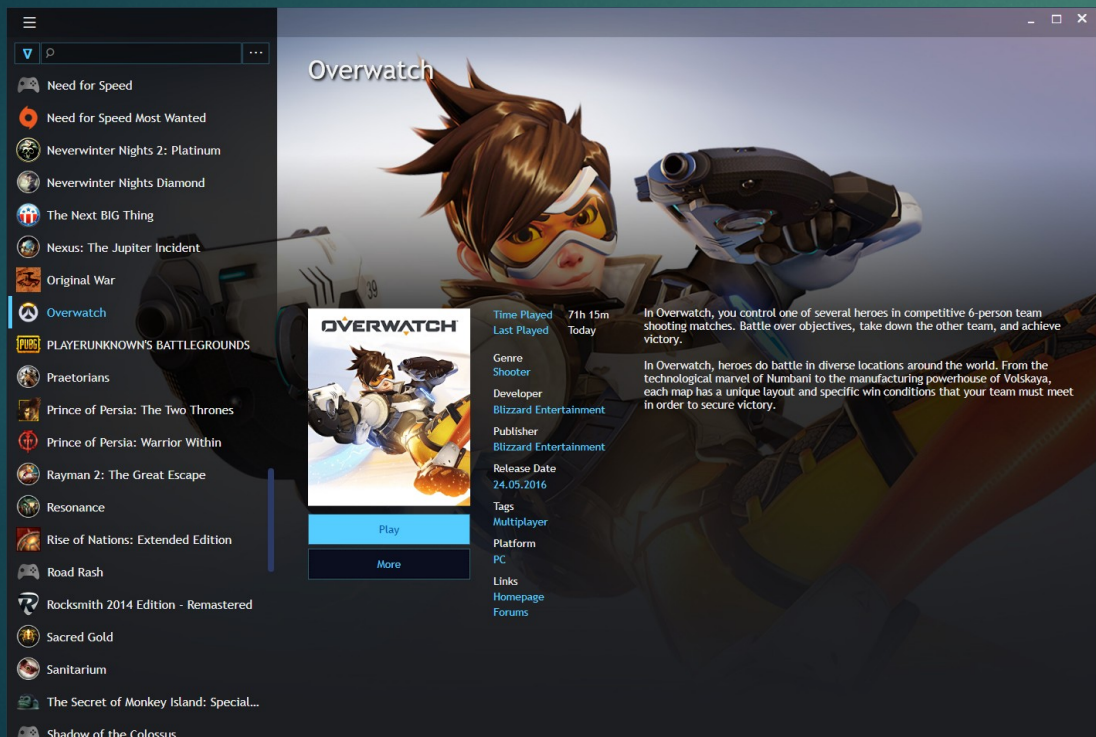 Need for Speed
Need for Speed Most Wanted
Neverwinter Nights 2: Platinum
Neverwinter Nights Diamond
The Next BIG Thing
Nexus: The Jupiter Incident
Original War
Overwatch
PUBG
PLAYERUNKNOWN'S BATTLEGROUNDS
Praetorians
Prince of Persia: The Two Thrones
Prince of Persia: Warrior Within
Rayman 2: The Great Escape
Resonance
Rise of Nations: Extended Edition
Road Rash
Rocksmith 2014 Edition - Remastered
Sacred Gold
Sanitarium
The Secret of Monkey Island: Special...
Shadow of the Colossus
Overwatch
39
OVERWATCH
Play
More
Time Played 71h 15m
Last Played Today
Genre
Shooter
Developer
Blizzard Entertainment
Publisher
Blizzard Entertainment
Release Date
24.05.2016
Tags
Multiplayer
Platform
PC
Links
Homepage
Forums
In Overwatch, you control one of several heroes in competitive 6-person team
shooting matches. Battle over objectives, take down the other team, and achieve
victory.
In Overwatch, heroes do battle in diverse locations around the world. From the
technological marvel of Numbani to the manufacturing powerhouse of Volskaya,
each map has a unique layout and specific win conditions that your team must meet
in order to secure victory.